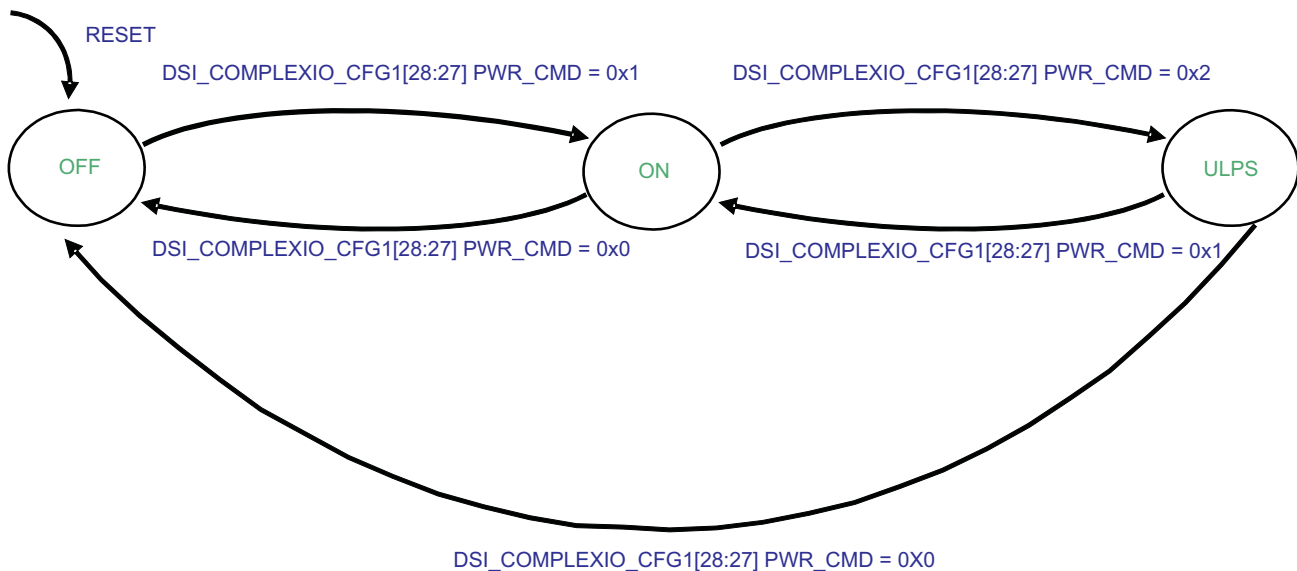 RESET
DSI_COMPLEXIO_CFG1[28:27] PWR_CMD = 0x1
DSI_COMPLEXIO_CFG1[28:27] PWR_CMD = 0x2
OFF
ON
ULPS
DSI_COMPLEXIO_CFG1[28:27] PWR_CMD = 0x0
DSI_COMPLEXIO_CFG1[28:27] PWR_CMD = 0x1
DSI_COMPLEXIO_CFG1[28:27] PWR_CMD = 0X0